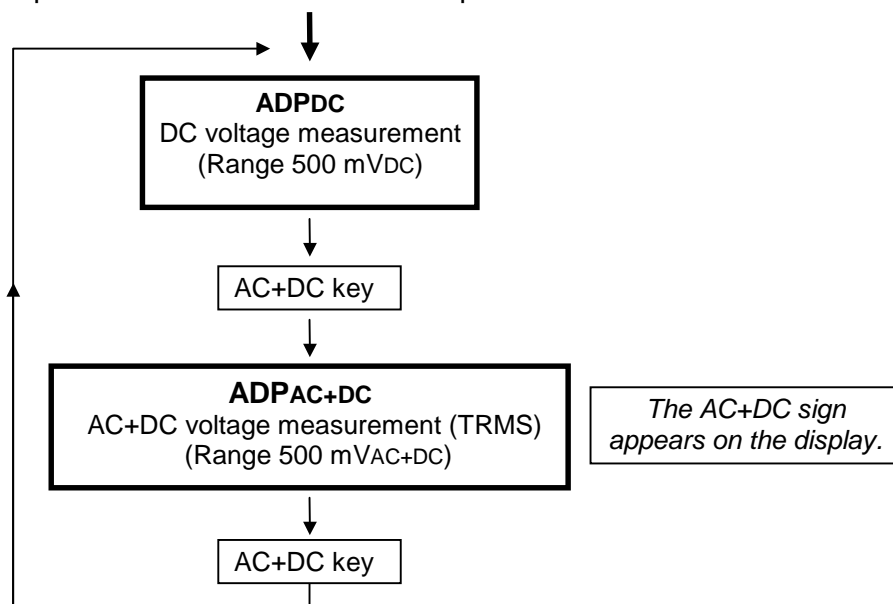 ADPDC
DC voltage measurement
(Range 500 mVDC)
AC+DC key
ADPAC+DC
AC+DC voltage measurement (TRMS)
(Range 500 mVAC+DC)
The AC+DC sign
appears on the display.
AC+DC key